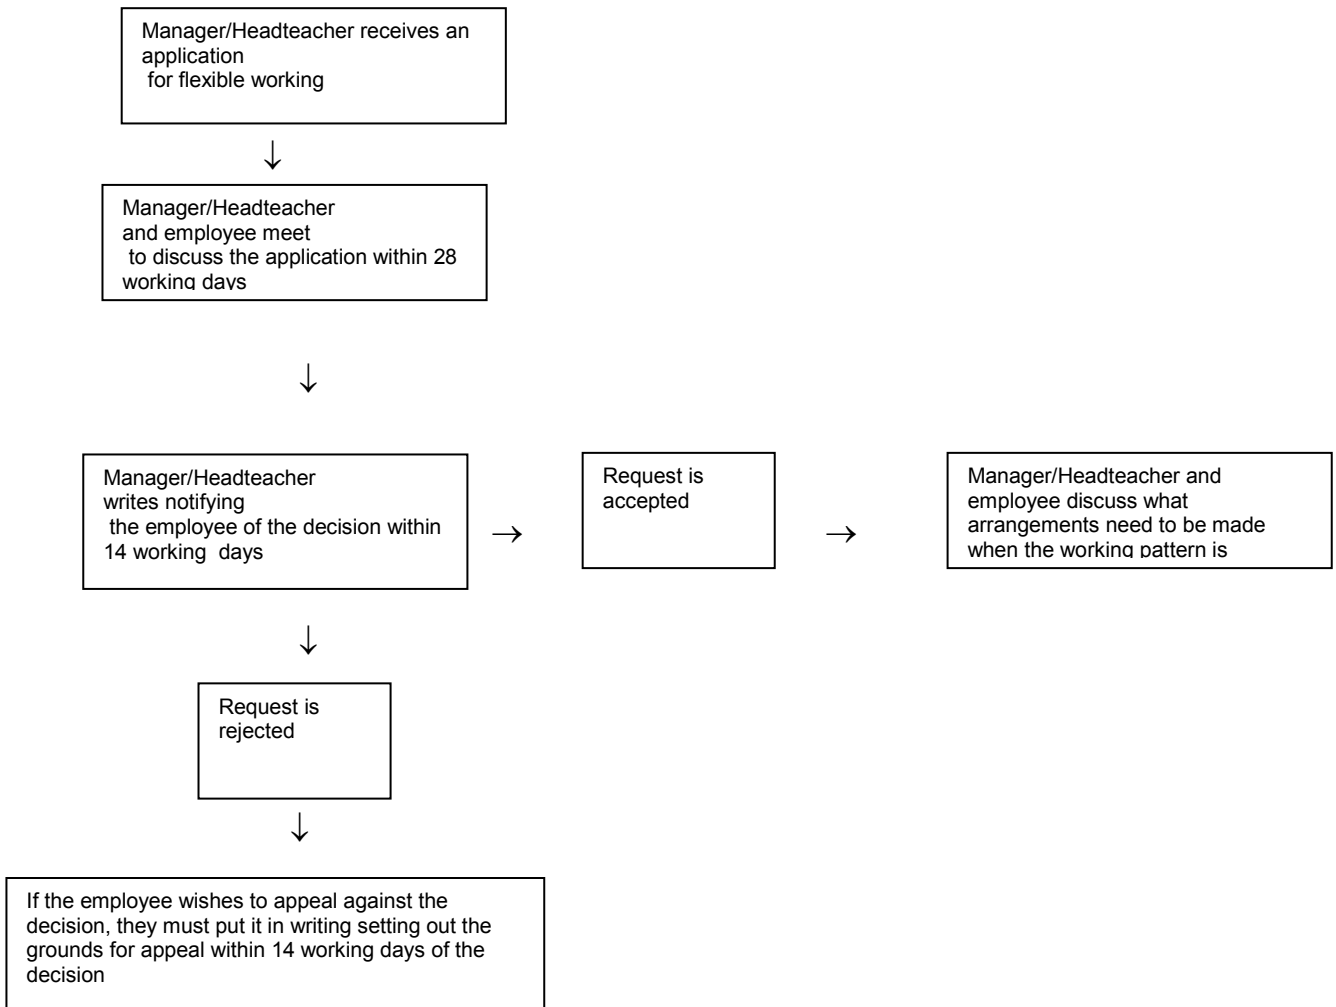 Manager/Headteacher receives an
application
for flexible working
↓
Manager/Headteacher
and employee meet
to discuss the application within 28
working days
↓
Manager/Headteacher
writes notifying
the employee of the decision within
14 working days
→
Request is
accepted
→
Manager/Headteacher and
employee discuss what
arrangements need to be made
when the working pattern is
↓
Request is
rejected
↓
If the employee wishes to appeal against the
decision, they must put it in writing setting out the
grounds for appeal within 14 working days of the
decision